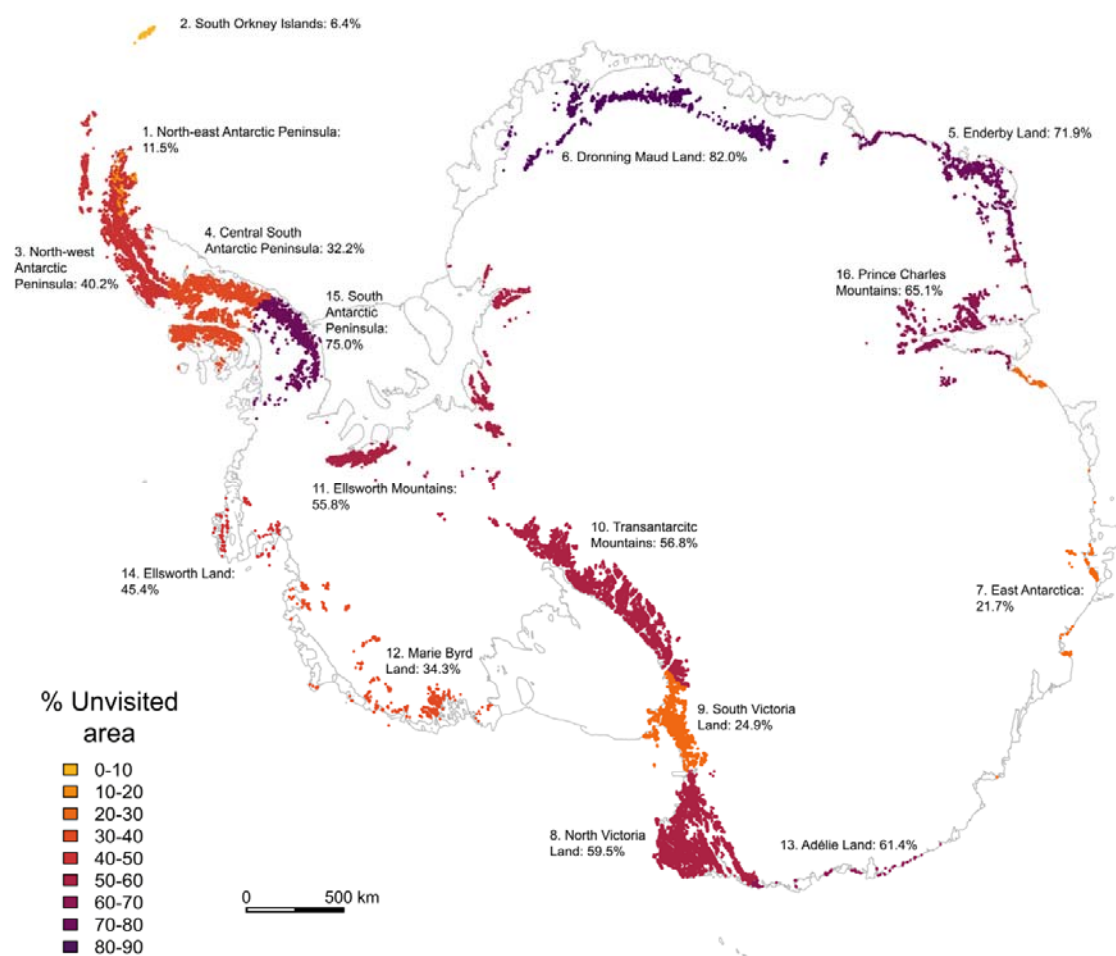 2. South Orkney Islands: 6.4%
1. North-east Antarctic Peninsula:
11.5%
5. Enderby Land: 71.9%
6. Dronning Maud Land: 82.0%
4. Central South
Antarctic Peninsula: 32.2%
3. North-west
Antarctic
Peninsula: 40.2%
16. Prince Charles
Mountains: 65.1%
15. South
Antarctic
Peninsula:
75.0%
11. Ellsworth Mountains:
55.8%
10. Transantarcitc
Mountains: 56.8%
14. Ellsworth Land:
45.4%
7. East Antarctica:
21.7%
12. Marie Byrd
Land: 34.3%
9. South Victoria
Land: 24.9%
8. North Victoria
Land: 59.5%
13. Adélie Land: 61.4%
% Unvisited
area
0-10
10-20
20-30
30-40
40-50
50-60
60-70
70-80
80-90
0 500 km